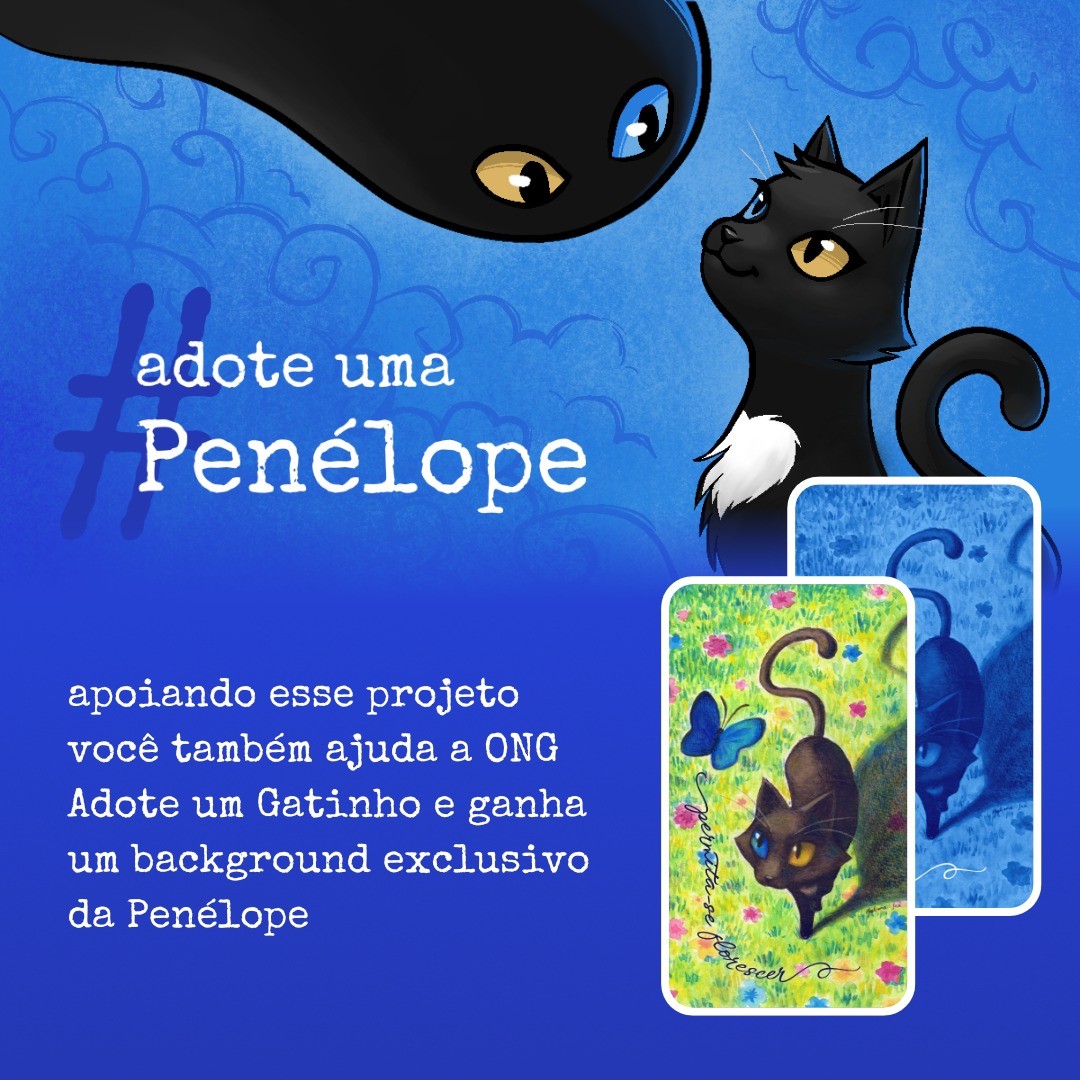 #adote uma
Penélope
apoiando esse projeto
você também ajuda a ONG
Adote um Gatinho e ganha
um background exclusivo
da Penélope
permita-se florescer